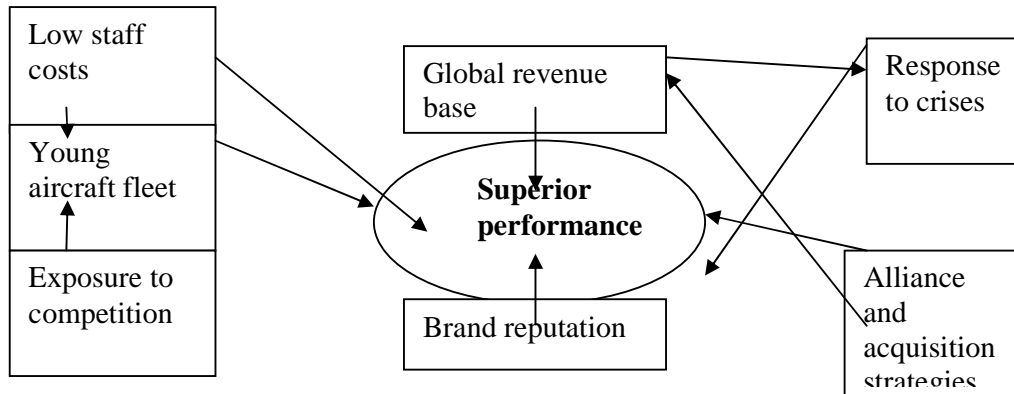 Low staff
costs
Young
aircraft fleet
Exposure to
competition
Global revenue
base
Superior
performance
Brand reputation
Response
to crises
Alliance
and
acquisition
strategies